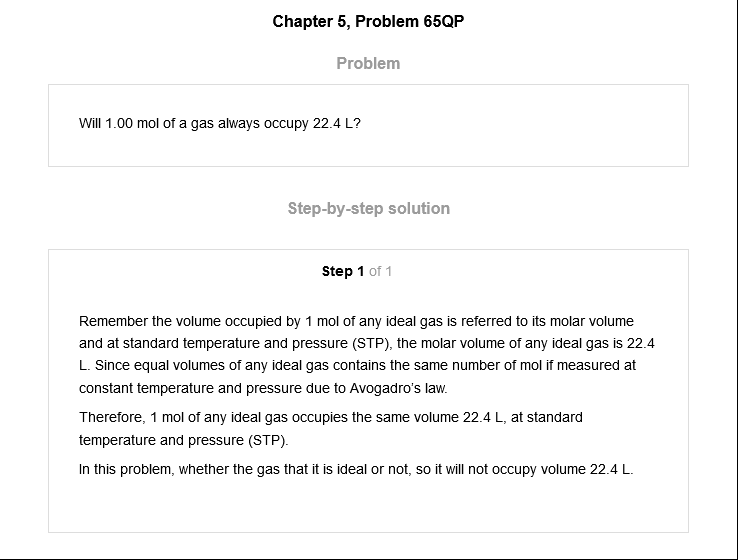 Chapter 5, Problem 65QP
Problem
Will 1.00 mol of a gas always occupy 22.4 L?
Step-by-step solution
Step 1 of 1
Remember the volume occupied by 1 mol of any ideal gas is referred to its molar volume
and at standard temperature and pressure (STP), the molar volume of any ideal gas is 22.4
L. Since equal volumes of any ideal gas contains the same number of mol if measured at
constant temperature and pressure due to Avogadro's law.
Therefore, 1 mol of any ideal gas occupies the same volume 22.4 L, at standard
temperature and pressure (STP).
In this problem, whether the gas that it is ideal or not, so it will not occupy volume 22.4 L.